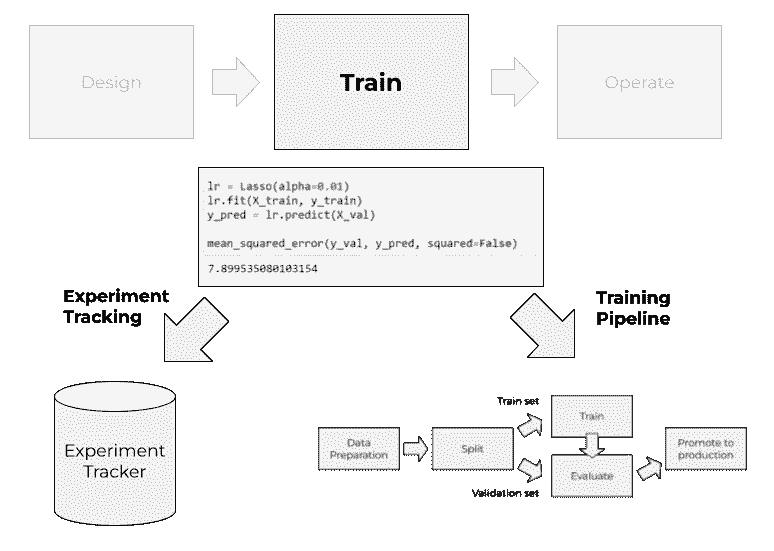 Design
Train
Operate
lr = Lasso(alpha=0.01)
lr.fit(X_train, y_train)
y_pred = lr.predict(X_val)
mean_squared_error(y_val, y_pred, squared=False)
7.899535080103154
Experiment
Tracking
Training
Pipeline
Experiment
Tracker
Data
Preparation
Split
Train set
Validation set
Train
Evaluate
Promote to
production